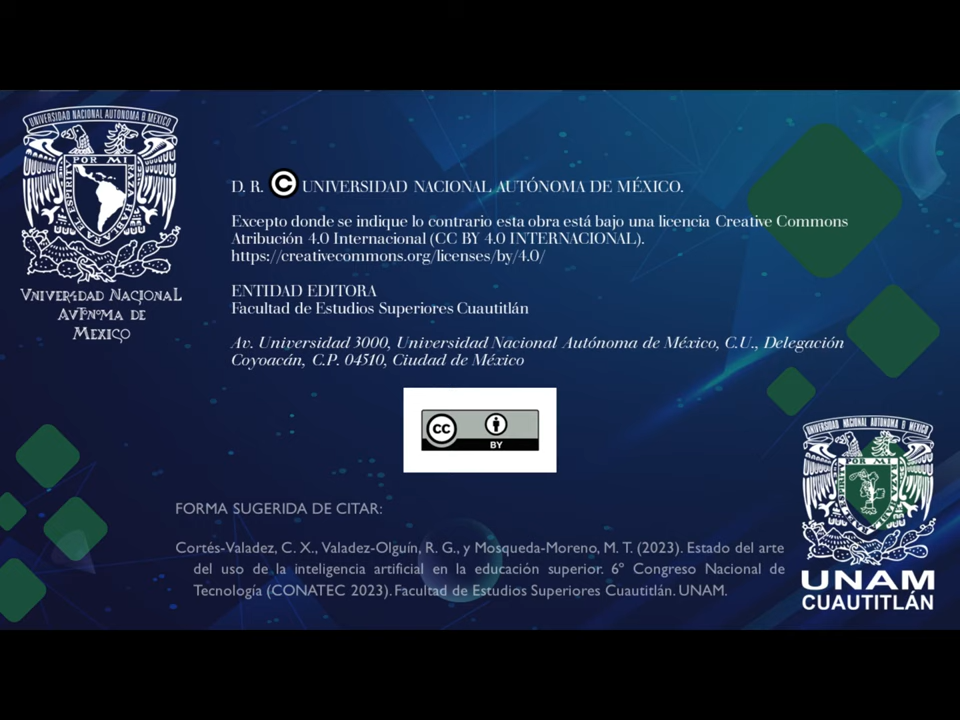 UNIVERSIDAD NACIONAL AUTONOMA D MEXICO
POR MI RAZA HABLARA EL ESPIRITU
VNIVERSDAD NACIONAL
AVTNOMA DE
MEXICO
D. R. © UNIVERSIDAD NACIONAL AUTÓNOMA DE MÉXICO.
Excepto donde se indique lo contrario esta obra está bajo una licencia Creative Commons
Atribución 4.0 Internacional (CC BY 4.0 INTERNACIONAL).
https://creativecommons.org/licenses/by/4.0/
ENTIDAD EDITORA
Facultad de Estudios Superiores Cuautitlán
Av. Universidad 3000, Universidad Nacional Autónoma de México, C.U., Delegación
Coyoacán, C.P. 04510, Ciudad de México
CC
BY
FORMA SUGERIDA DE CITAR:
Cortés-Valadez, C. X., Valadez-Olguín, R. G., y Mosqueda-Moreno, M. T. (2023). Estado del arte
del uso de la inteligencia artificial en la educación superior. 6º Congreso Nacional de
Tecnología (CONATEC 2023). Facultad de Estudios Superiores Cuautitlán. UNAM.
UNIVERSIDAD NACIONAL AUTONOMA D MEXICO
POR MI
UNAM
CUAUTITLÁN